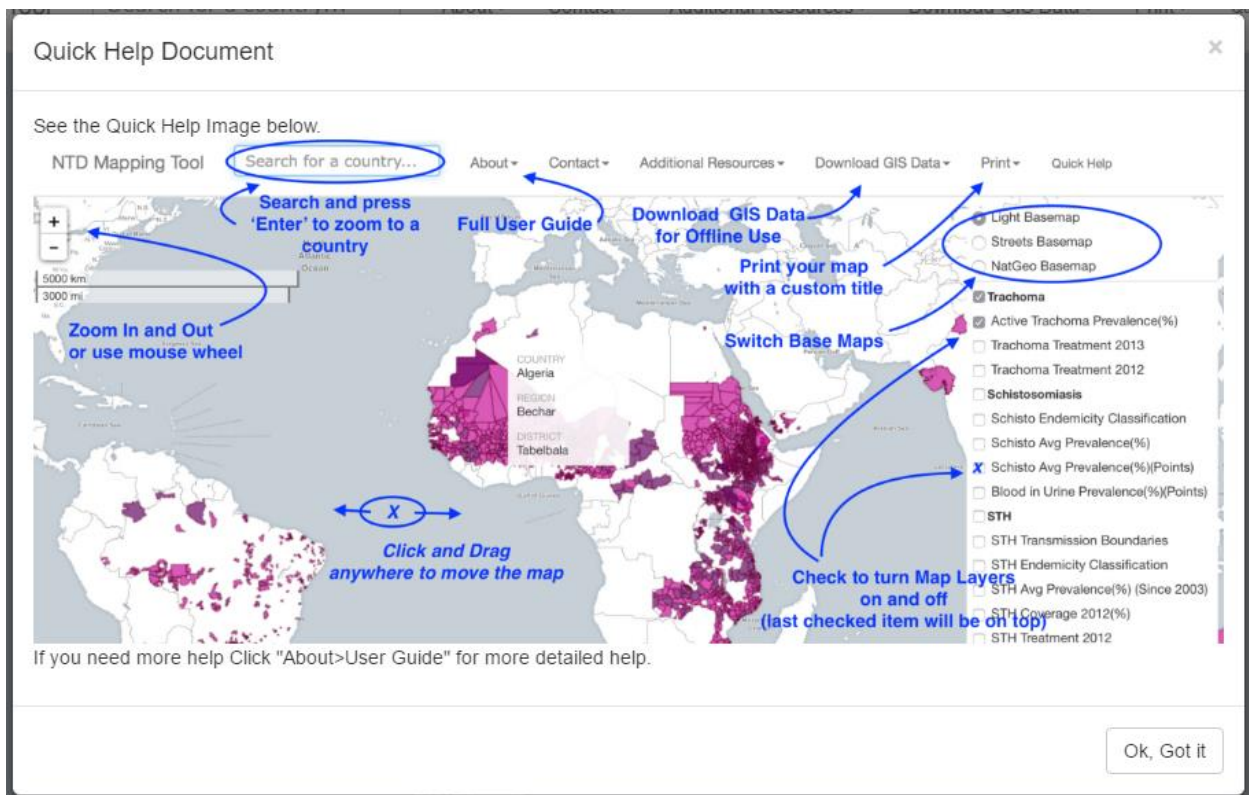 Quick Help Document
×
See the Quick Help Image below.
NTD Mapping Tool Search for a country... About Contact Additional Resources Download GIS Data Print Quick Help
Search and press
'Enter' to zoom to a
country
Full User Guide
Download GIS Data
for Offline Use
Print your map
with a custom title
Switch Base Maps
+
−
5000 km
3000 mi
Atlantic
Ocean
Zoom In and Out
or use mouse wheel
COUNTRY
Algeria
REGION
Bechar
DISTRICT
Tabelbala
X
Click and Drag
anywhere to move the map
Light Basemap
Streets Basemap
NatGeo Basemap
Trachoma
Active Trachoma Prevalence(%)
Trachoma Treatment 2013
Trachoma Treatment 2012
Schistosomiasis
Schisto Endemicity Classification
Schisto Avg Prevalence(%)
X Schisto Avg Prevalence(%)(Points)
Blood in Urine Prevalence(%)(Points)
STH
STH Transmission Boundaries
STH Endemicity Classification
STH Avg Prevalence(%) (Since 2003)
STH Coverage 2012(%)
STH Treatment 2012
Check to turn Map Layers
on and off
(last checked item will be on top)
If you need more help Click "About>User Guide" for more detailed help.
Ok, Got it